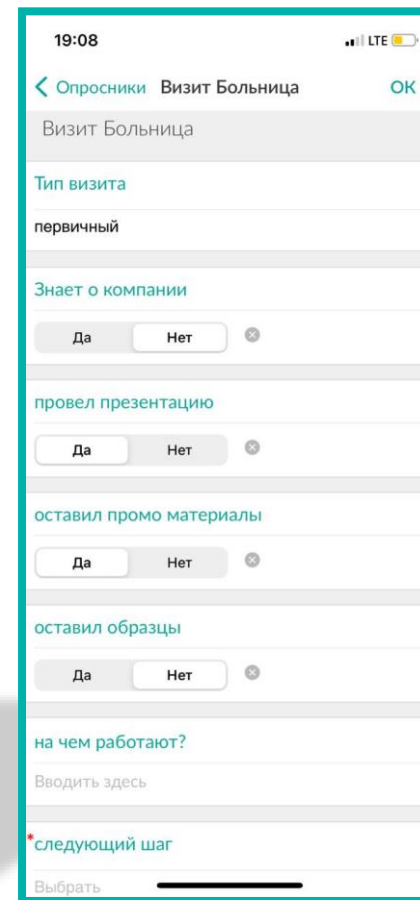 19:08
LTE
Опросники Визит Больница ОК
Визит Больница
Тип визита
первичный
Знает о компании
Да Нет
провел презентацию
Да Нет
оставил промо материалы
Да Нет
оставил образцы
Да Нет
на чем работают?
Вводить здесь
*следующий шаг
Выбрать